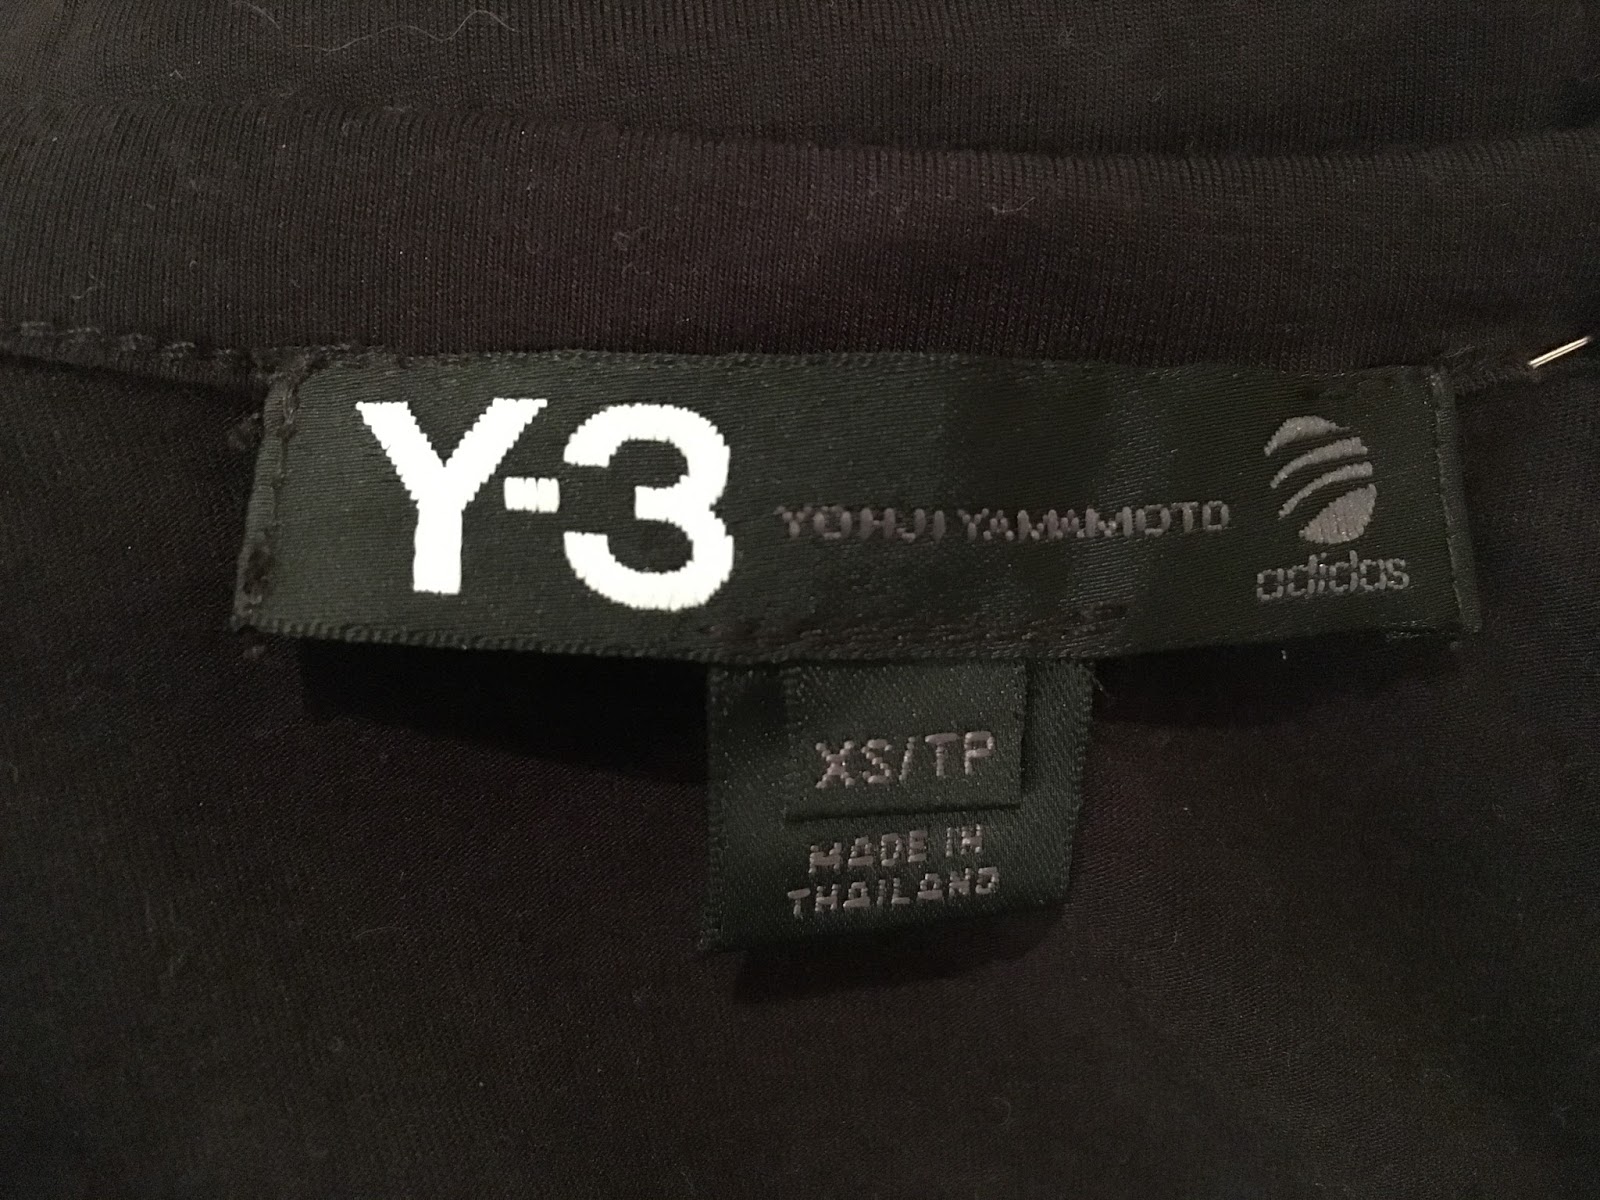 Y-3 YOHJI YAMAMOTO adidas
XS/TP
MADE IN
THAILAND